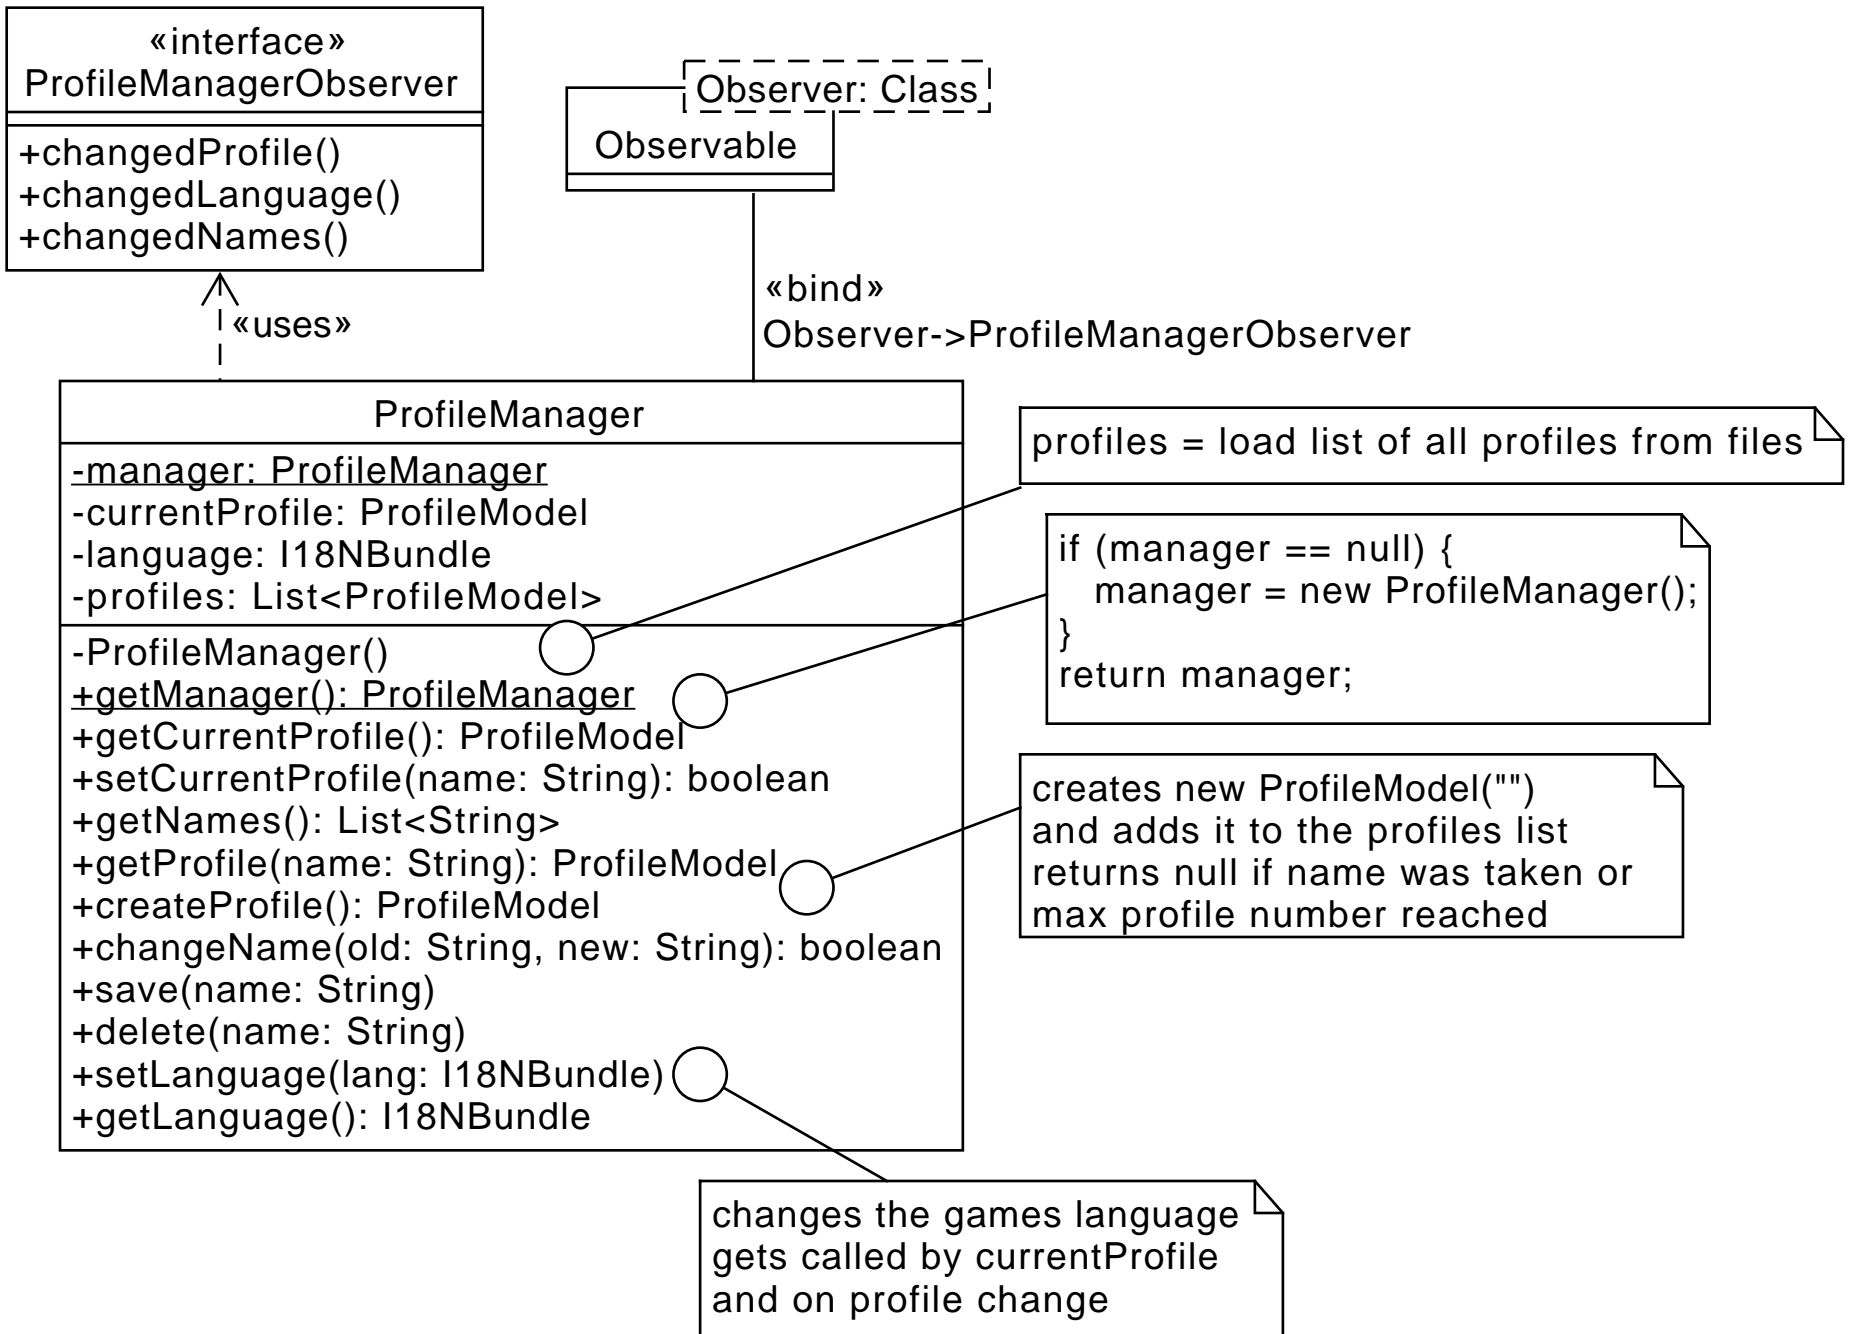 «interface»
ProfileManagerObserver
+changedProfile()
+changedLanguage()
+changedNames()
Observer: Class
Observable
«uses»
«bind»
Observer->ProfileManagerObserver
ProfileManager
-manager: ProfileManager
-currentProfile: ProfileModel
-language: I18NBundle
-profiles: List<ProfileModel>
-ProfileManager()
+getManager(): ProfileManager
+getCurrentProfile(): ProfileModel
+setCurrentProfile(name: String): boolean
+getNames(): List<String>
+getProfile(name: String): ProfileModel
+createProfile(): ProfileModel
+changeName(old: String, new: String): boolean
+save(name: String)
+delete(name: String)
+setLanguage(lang: I18NBundle)
+getLanguage(): I18NBundle
profiles = load list of all profiles from files
if (manager == null) {
manager = new ProfileManager();
}
return manager;
creates new ProfileModel("")
and adds it to the profiles list
returns null if name was taken or
max profile number reached
changes the games language
gets called by currentProfile
and on profile change